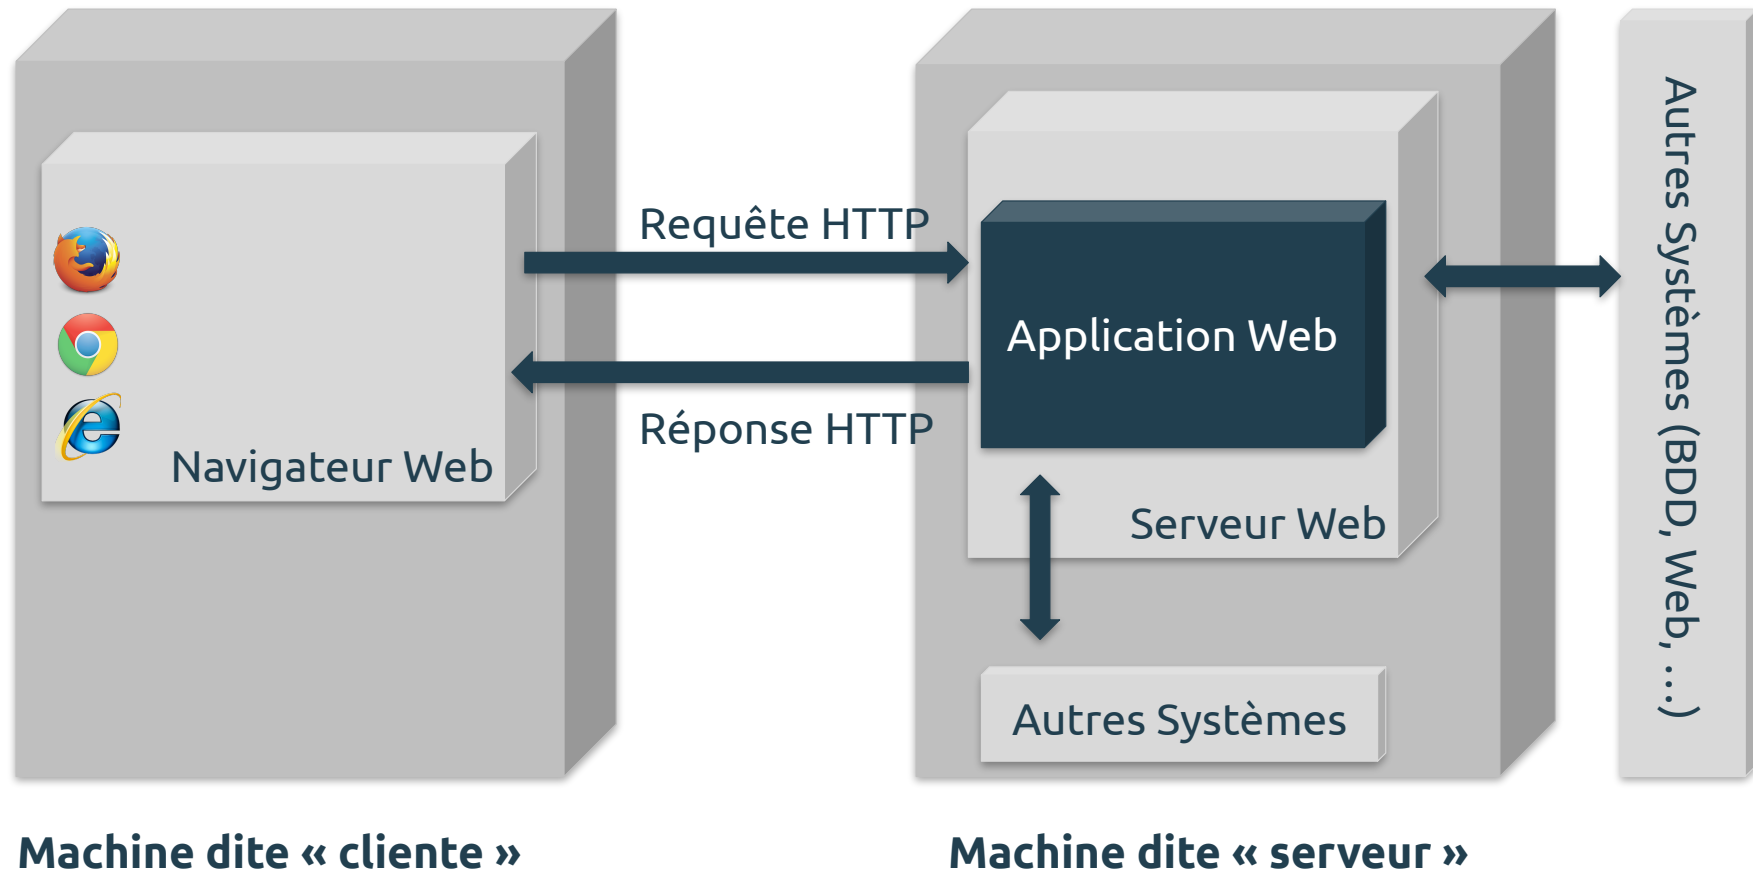 Requête HTTP
Réponse HTTP
Navigateur Web
Application Web
Serveur Web
Autres Systèmes
Autres Systèmes (BDD, Web, ...)
Machine dite « cliente »
Machine dite « serveur »